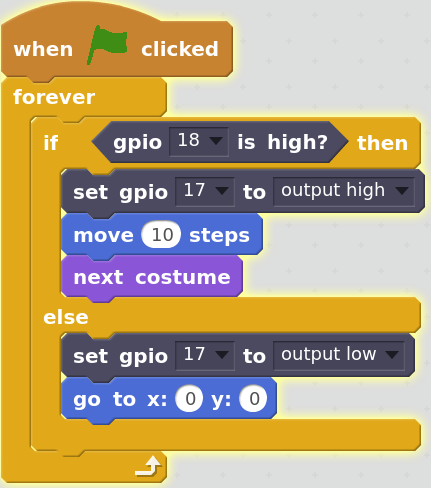 when clicked
forever
if gpio 18 is high? then
set gpio 17 to output high
move 10 steps
next costume
else
set gpio 17 to output low
go to x: 0 y: 0